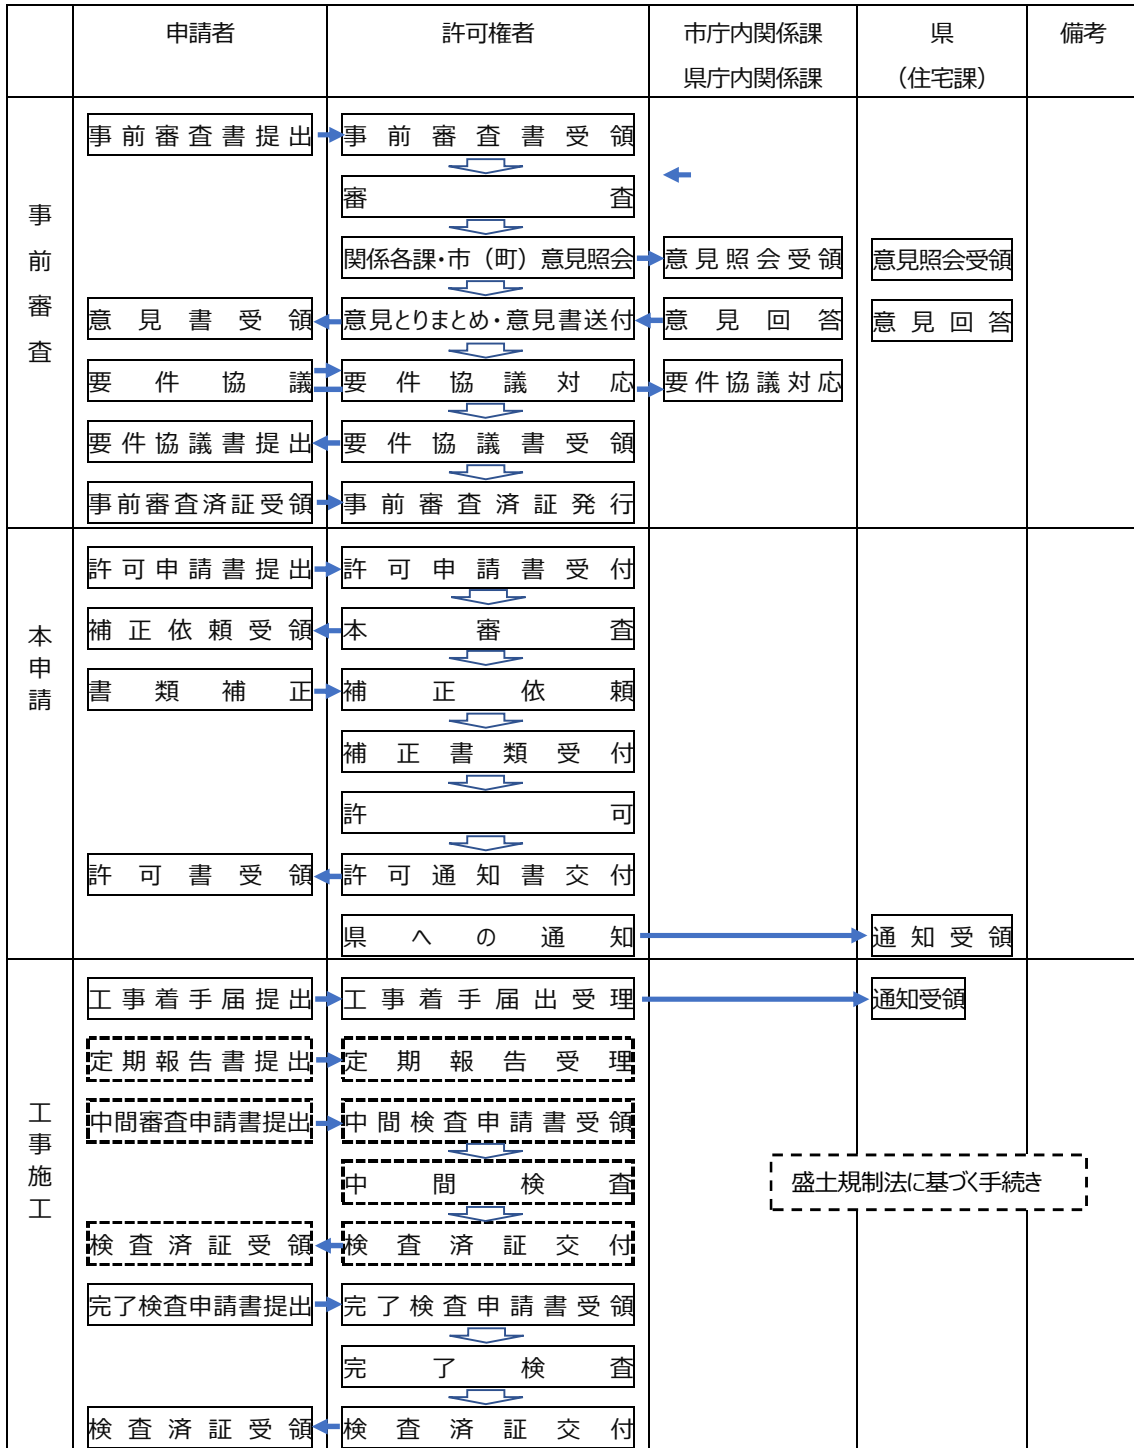 申請者 許可権者 市庁内関係課 県 備考
県庁内関係課 （住宅課）
事前審査
事前審査書提出 事前審査書受領
審査
関係各課・市（町）意見照会 意見照会受領 意見照会受領
意見書受領 意見とりまとめ・意見書送付 意見回答 意見回答
要件協議 要件協議対応 要件協議対応
要件協議書提出 要件協議書受領
事前審査済証受領 事前審査済証発行
本申請
許可申請書提出 許可申請書受付
補正依頼受領 本審査
書類補正 補正依頼
補正書類受付
許可
許可書受領 許可通知書交付
県への通知 通知受領
工事施工
工事着手届提出 工事着手届出受理 通知受領
定期報告書提出 定期報告受理
中間審査申請書提出 中間検査申請書受領
中間検査 盛土規制法に基づく手続き
検査済証受領 検査済証交付
完了検査申請書提出 完了検査申請書受領
完了検査
検査済証受領 検査済証交付